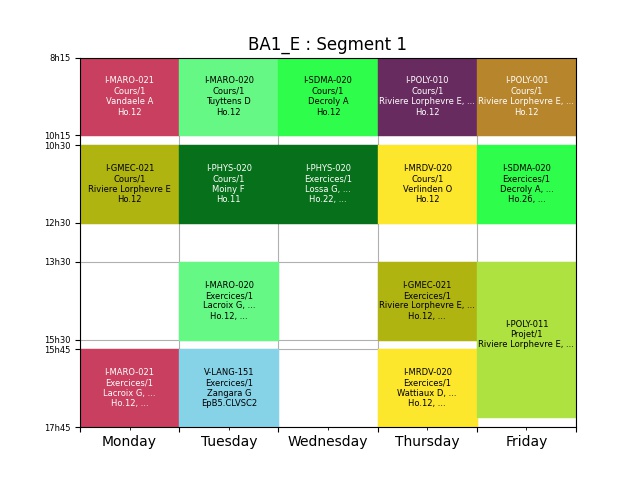 BA1_E : Segment 1
8h15
I-MARO-021
Cours/1
Vandaele A
Ho.12
I-MARO-020
Cours/1
Tuyttens D
Ho.12
I-SDMA-020
Cours/1
Decroly A
Ho.12
I-POLY-010
Cours/1
Riviere Lorphevre E, ...
Ho.12
I-POLY-001
Cours/1
Riviere Lorphevre E, ...
Ho.12
10h15
10h30
I-GMEC-021
Cours/1
Riviere Lorphevre E
Ho.12
I-PHYS-020
Cours/1
Moiny F
Ho.11
I-PHYS-020
Exercices/1
Lossa G, ...
Ho.22, ...
I-MRDV-020
Cours/1
Verlinden O
Ho.12
I-SDMA-020
Exercices/1
Decroly A, ...
Ho.26, ...
12h30
13h30
I-MARO-020
Exercices/1
Lacroix G, ...
Ho.12, ...
I-GMEC-021
Exercices/1
Riviere Lorphevre E, ...
Ho.12, ...
I-POLY-011
Projet/1
Riviere Lorphevre E, ...
15h30
15h45
I-MARO-021
Exercices/1
Lacroix G, ...
Ho.12, ...
V-LANG-151
Exercices/1
Zangara G
EpB5.CLVSC2
I-MRDV-020
Exercices/1
Wattiaux D, ...
Ho.12, ...
17h45
Monday
Tuesday
Wednesday
Thursday
Friday